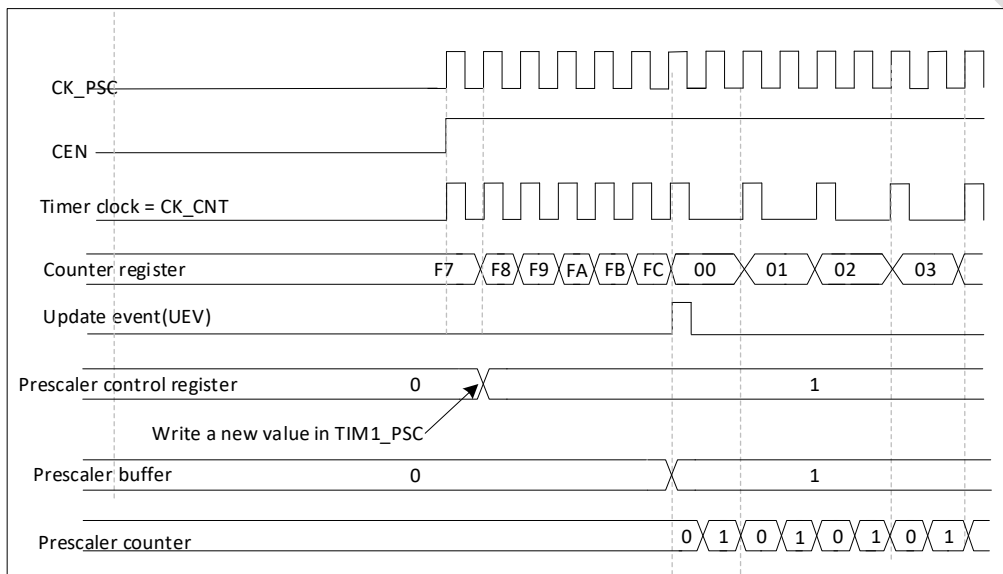 CK_PSC
CEN
Timer clock = CK_CNT
Counter register F7 F8 F9 FA FB FC 00 01 02 03
Update event(UEV)
Prescaler control register 0 1
Write a new value in TIM1_PSC
Prescaler buffer 0 1
Prescaler counter 0 1 0 1 0 1 0 1